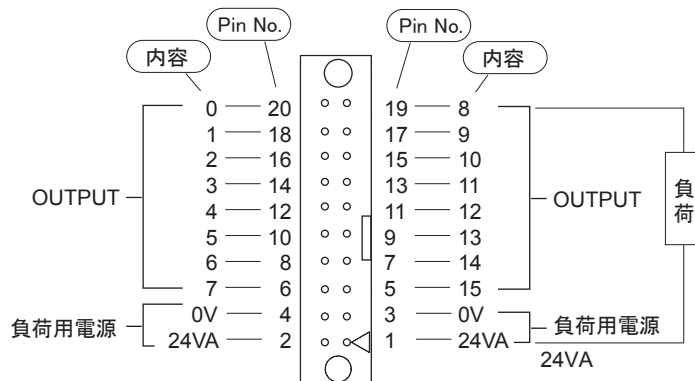 Pin No. Pin No.
内容 内容
0 20 19 8
1 18 17 9
2 16 15 10
3 14 13 11
OUTPUT 4 12 11 12 OUTPUT 負荷
5 10 9 13
6 8 7 14
7 6 5 15
0V 4 3 0V
負荷用電源 負荷用電源
24VA 2 1 24VA
24VA